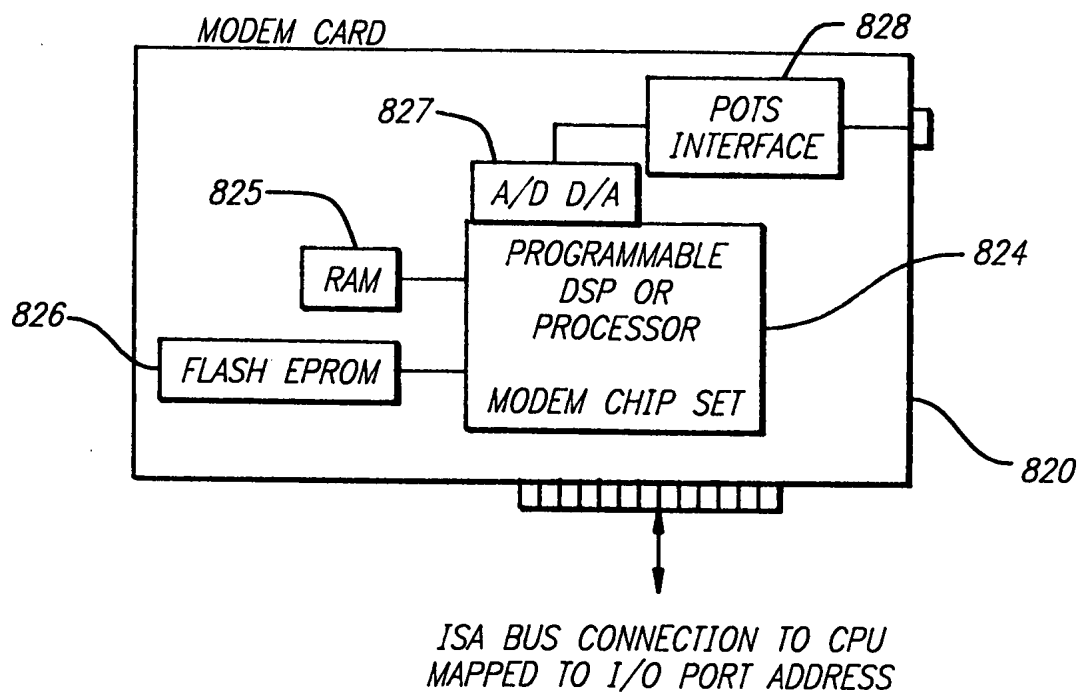 MODEM CARD
828
827
POTS
INTERFACE
A/D D/A
825
RAM
PROGRAMMABLE
DSP OR
PROCESSOR
824
826
FLASH EPROM
MODEM CHIP SET
820
ISA BUS CONNECTION TO CPU
MAPPED TO I/O PORT ADDRESS